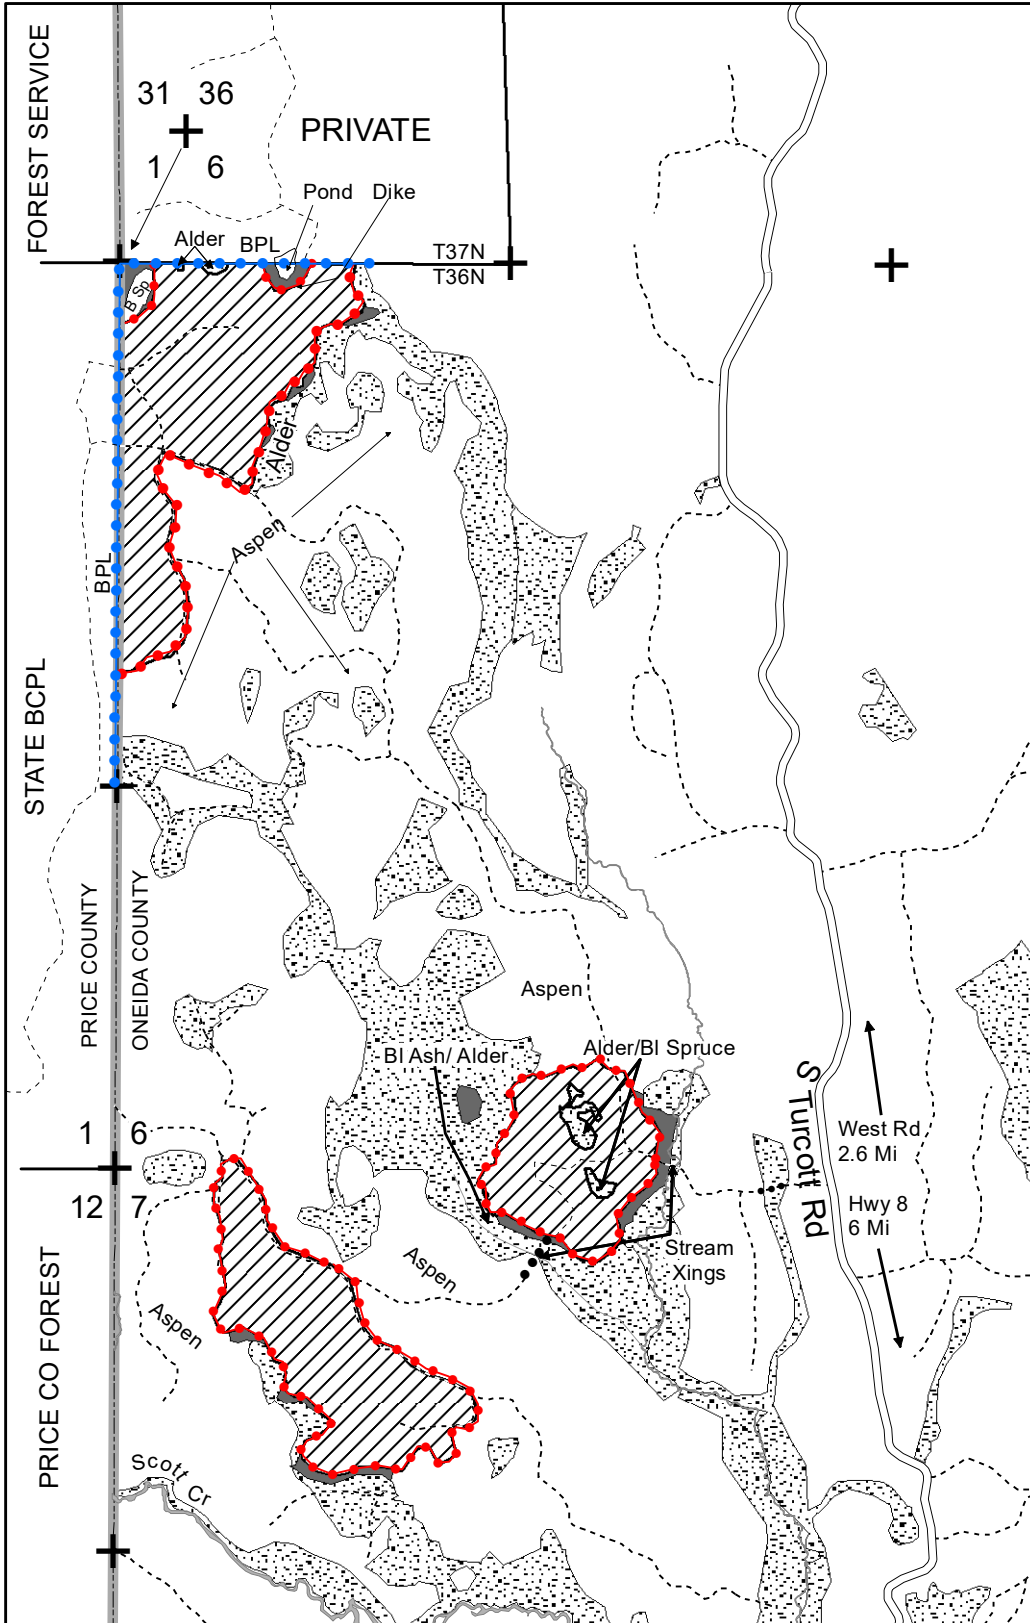 FOREST SERVICE
31 36
PRIVATE
1 6
Pond Dike
Alder
BPL
T37N
T36N
B Sp
Alder
Aspen
BPL
STATE BCPL
PRICE COUNTY
ONEIDA COUNTY
Aspen
Bl Ash/ Alder
Alder/Bl Spruce
S Turcott Rd
West Rd
2.6 Mi
1 6
12 7
Hwy 8
6 Mi
Stream
Xings
Aspen
Aspen
PRICE CO FOREST
Scott Cr